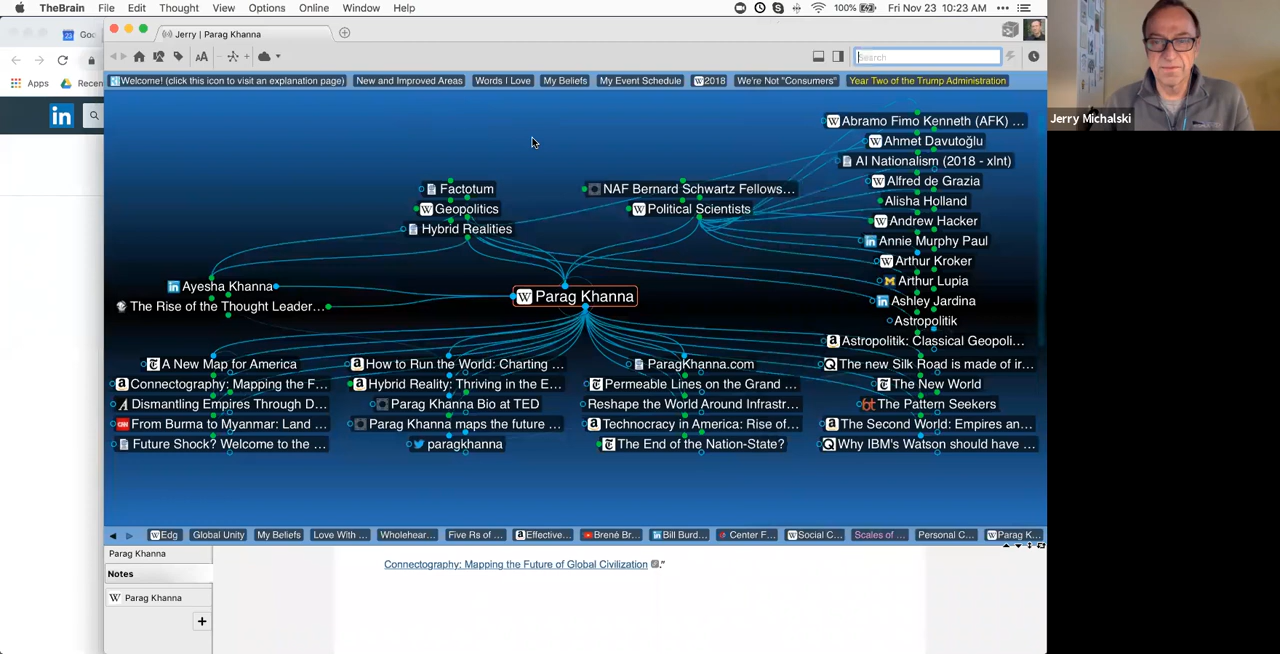 TheBrain File Edit Thought View Options Online Window Help 100% Fri Nov 23 10:23 AM
Jerry | Parag Khanna
Goo
Apps
Recen
in
AA
Search
Welcome! (click this icon to visit an explanation page) New and Improved Areas Words I Love My Beliefs My Event Schedule 2018 We're Not "Consumers" Year Two of the Trump Administration
Jerry Michalski
Factotum
Geopolitics
Hybrid Realities
NAF Bernard Schwartz Fellows...
Political Scientists
Abramo Fimo Kenneth (AFK) ...
Ahmet Davutoğlu
AI Nationalism (2018 - xlnt)
Alfred de Grazia
Alisha Holland
Andrew Hacker
Annie Murphy Paul
Arthur Kroker
Arthur Lupia
Ashley Jardina
Astropolitik
Astropolitik: Classical Geopoli...
Ayesha Khanna
The Rise of the Thought Leader...
Parag Khanna
A New Map for America
Connectography: Mapping the F...
Dismantling Empires Through D...
From Burma to Myanmar: Land ...
Future Shock? Welcome to the ...
How to Run the World: Charting ...
Hybrid Reality: Thriving in the E...
Parag Khanna Bio at TED
Parag Khanna maps the future ...
paragkhanna
ParagKhanna.com
Permeable Lines on the Grand ...
Reshape the World Around Infrastr...
Technocracy in America: Rise of...
The End of the Nation-State?
The new Silk Road is made of ir...
The New World
The Pattern Seekers
The Second World: Empires an...
Why IBM's Watson should have ...
Edg Global Unity My Beliefs Love With ... Wholehear... Five Rs of ... Effective... Brené Br... Bill Burd... Center F... Social C... Scales of ... Personal C... Parag K...
Parag Khanna
Notes
Parag Khanna
Connectography: Mapping the Future of Global Civilization ."